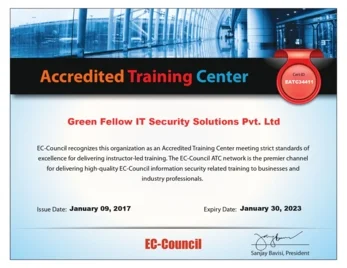 Accredited Training Center
Green Fellow IT Security Solutions Pvt. Ltd
EC-Council recognizes this organization as an Accredited Training Center meeting strict standards of
excellence for delivering instructor-led training. The EC-Council ATC network is the premier channel
for delivering high-quality EC-Council information security related training to businesses and
industry professionals.
Issue Date: January 09, 2017 Expiry Date: January 30, 2023
EC-Council
Sanjay Bavisi, President